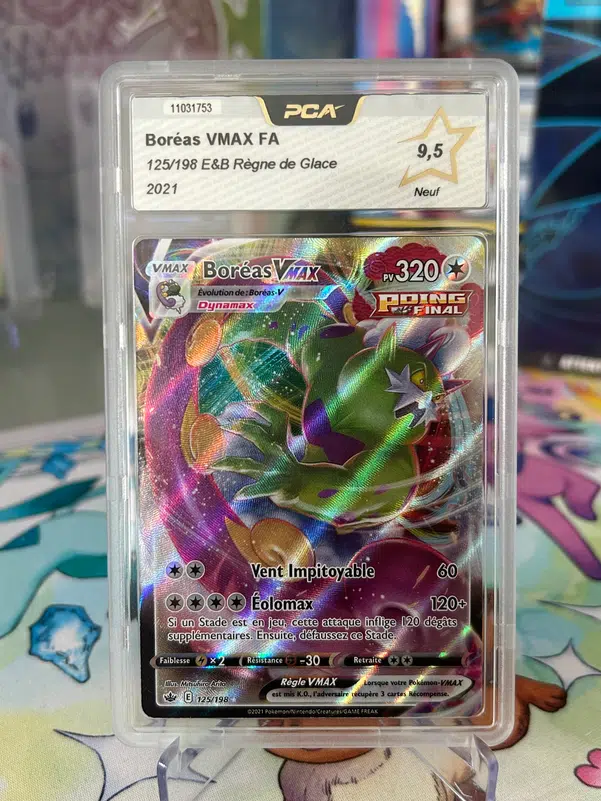 11031753
PCA
Boréas VMAX FA
125/198 E&B Règne de Glace
2021
9,5
Neuf
VMAX
Boréas VMAX
PV 320
Évolution de : Boréas-V
Dynamax
POING FINAL
Vent Impitoyable 60
Éolomax 120+
Si un Stade est en jeu, cette attaque inflige 120 dégâts
supplémentaires. Ensuite, défaussez ce Stade.
Faiblesse ×2 Résistance -30 Retraite
Illus. Mitsuhiro Arita
E 125/198
Règle VMAX
Lorsque votre Pokémon-VMAX
est mis K.O., l'adversaire récupère 3 cartes Récompense.
©2021 Pokémon/Nintendo/Creatures/GAME FREAK